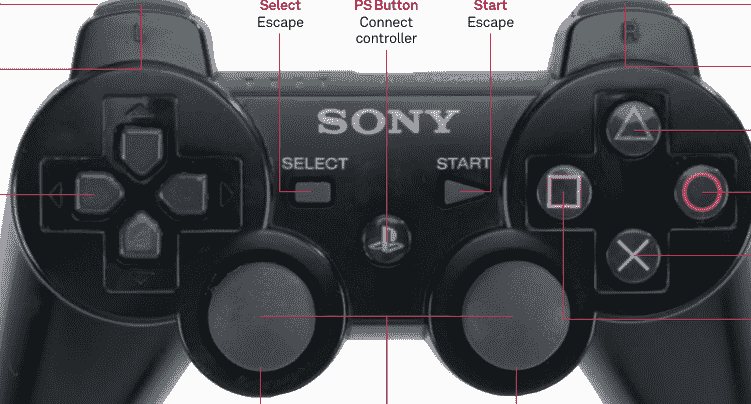 Select
Escape
PS Button
Connect
controller
Start
Escape
L
R
SONY
SELECT
START